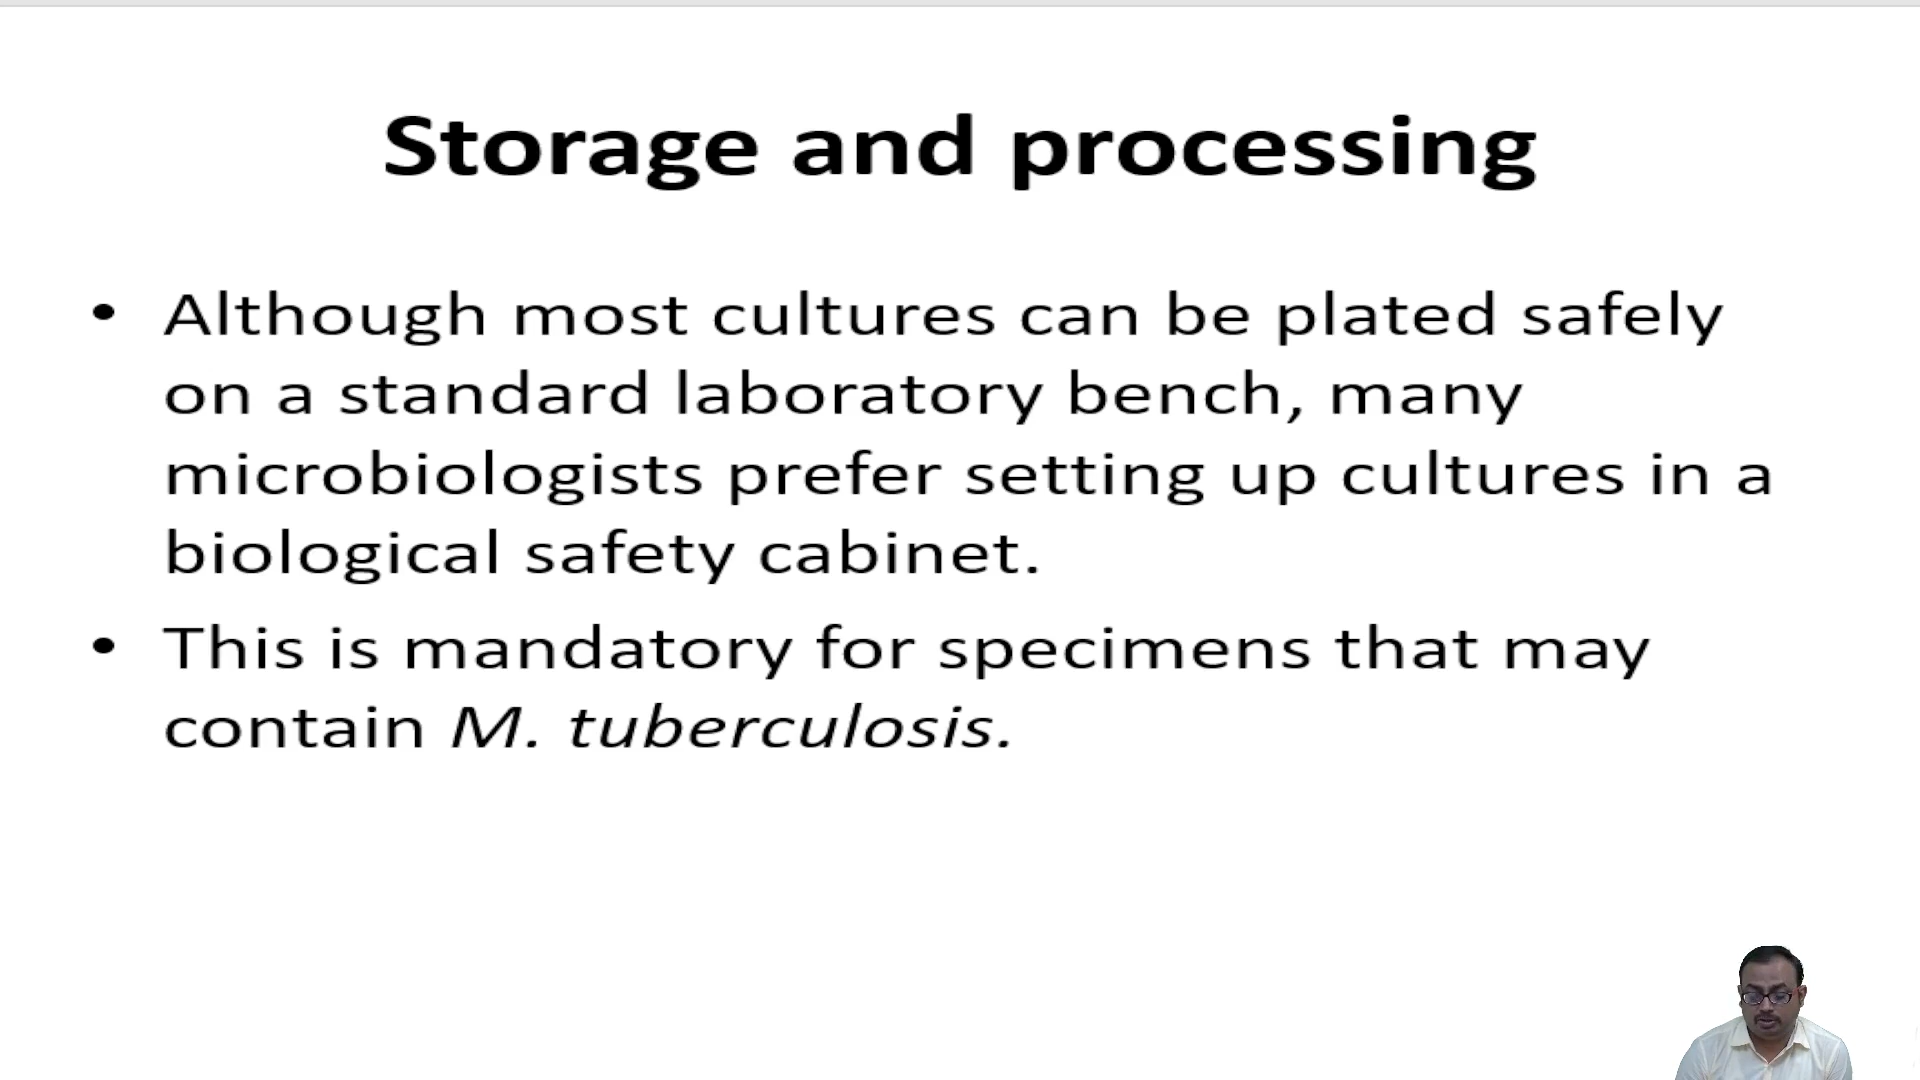 Storage and processing
• Although most cultures can be plated safely
on a standard laboratory bench, many
microbiologists prefer setting up cultures in a
biological safety cabinet.
• This is mandatory for specimens that may
contain M. tuberculosis.